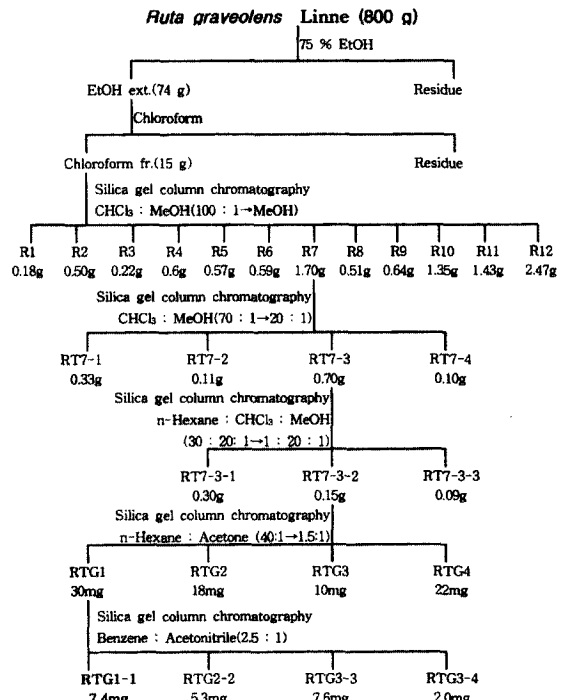 Ruta graveolens Linne (800 g)
75 % EtOH
EtOH ext.(74 g) Residue
Chloroform
Chloroform fr.(15 g) Residue
Silica gel column chromatography
CHCl₃ : MeOH(100 : 1→MeOH)
R1 R2 R3 R4 R5 R6 R7 R8 R9 R10 R11 R12
0.18g 0.50g 0.22g 0.6g 0.57g 0.59g 1.70g 0.51g 0.64g 1.35g 1.43g 2.47g
Silica gel column chromatography
CHCl₃ : MeOH(70 : 1→20 : 1)
RT7-1 RT7-2 RT7-3 RT7-4
0.33g 0.11g 0.70g 0.10g
Silica gel column chromatography
n-Hexane : CHCl₃ : MeOH
(30 : 20: 1→1 : 20 : 1)
RT7-3-1 RT7-3-2 RT7-3-3
0.30g 0.15g 0.09g
Silica gel column chromatography
n-Hexane : Acetone (40:1→1.5:1)
RTG1 RTG2 RTG3 RTG4
30mg 18mg 10mg 22mg
Silica gel column chromatography
Benzene : Acetonitrile(2.5 : 1)
RTG1-1 RTG2-2 RTG3-3 RTG3-4
7.4mg 5.3mg 7.6mg 2.0mg